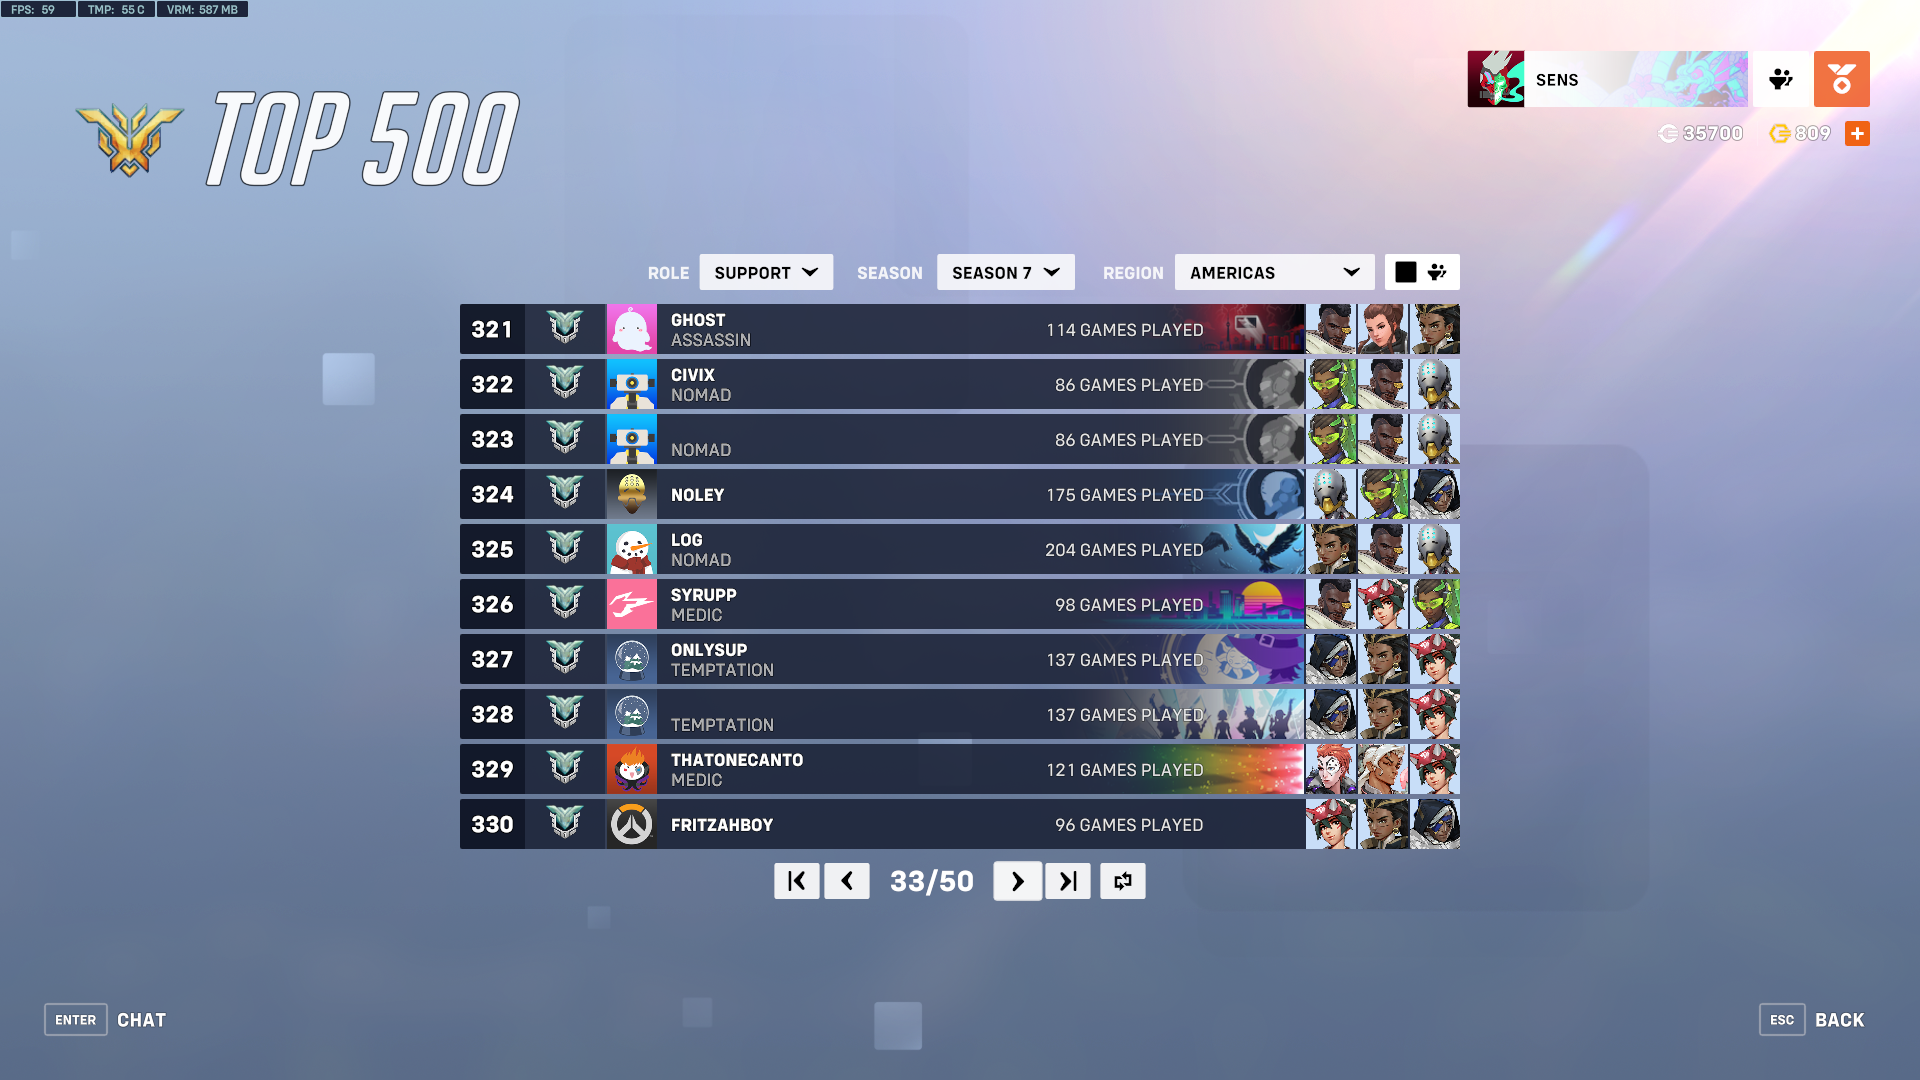 FPS: 59 TMP: 55 C VRM: 587 MB
TOP 500
SENS
35700 809
ROLE SUPPORT SEASON SEASON 7 REGION AMERICAS
321 GHOST 114 GAMES PLAYED
ASSASSIN
322 CIVIX 86 GAMES PLAYED
NOMAD
323 86 GAMES PLAYED
NOMAD
324 NOLEY 175 GAMES PLAYED
325 LOG 204 GAMES PLAYED
NOMAD
326 SYRUPP 98 GAMES PLAYED
MEDIC
327 ONLYSUP 137 GAMES PLAYED
TEMPTATION
328 137 GAMES PLAYED
TEMPTATION
329 THATONECANTO 121 GAMES PLAYED
MEDIC
330 FRITZAHBOY 96 GAMES PLAYED
33/50
ENTER CHAT
ESC BACK